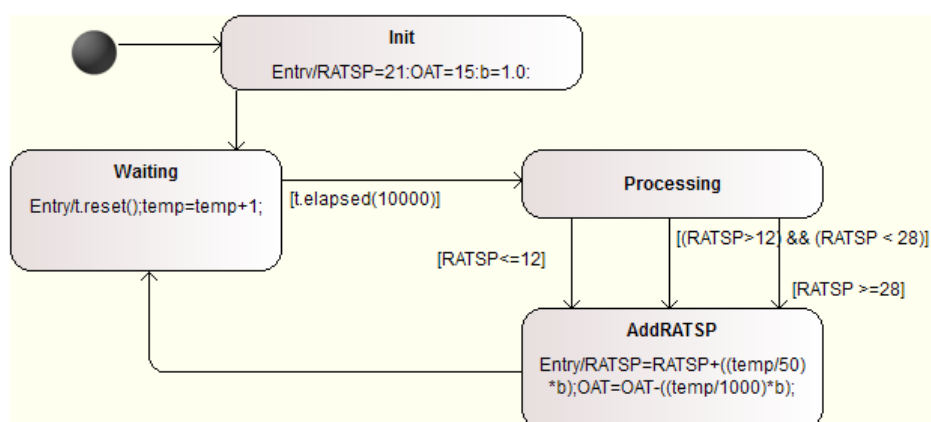 Init
Entry/RATSP=21:OAT=15:b=1.0:
Waiting
Entry/t.reset();temp=temp+1;
[t.elapsed(10000)]
Processing
[(RATSP>12) && (RATSP < 28)]
[RATSP<=12]
[RATSP >=28]
AddRATSP
Entry/RATSP=RATSP+((temp/50)
*b);OAT=OAT-((temp/1000)*b);